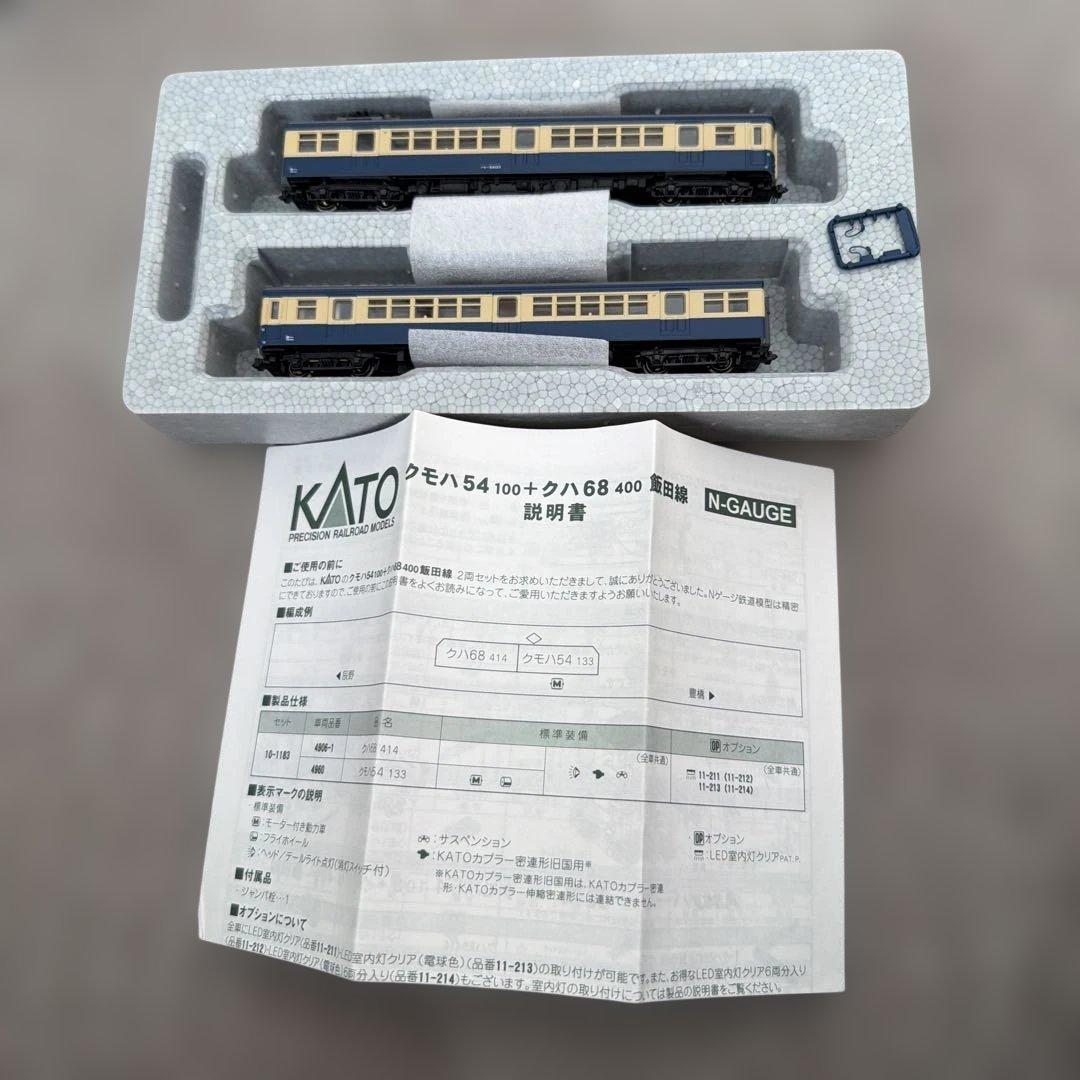 KATO
PRECISION RAILROAD MODELS
クモハ54 100+クハ68 400 飯田線
説明書
N-GAUGE
■ご使用の前に
このたびは、KATOのクモハ54100+クハ68400飯田線 2両セットをお求めいただきまして、誠にありがとうございました。Nゲージ鉄道模型は精密
にできておりますので、ご使用の前にこの説明書をよくお読みになって、ご愛用いただきますようお願いいたします。
■編成例
クハ68 414 クモハ54 133
M
◀辰野
豊橋▶
■製品仕様
セット 車両品番 品名 標準装備 OP オプション
10-1183 4906-1 クハ68 414 (全車共通) (全車共通)
4960 クモハ54 133 M 11-211 (11-212)
11-213 (11-214)
■表示マークの説明
・標準装備
M:モーター付き動力車
:フライホイール
:ヘッド/テールライト点灯(消灯スイッチ付)
:サスペンション
:KATOカプラー密連形旧国用※
※KATOカプラー密連形旧国用は、KATOカプラー密連
形・KATOカプラー伸縮密連形には連結できません。
・OPオプション
:LED室内灯クリアPAT.P.
■付属品
・ジャンパ栓…1
■オプションについて
全車にLED室内灯クリア(品番11-211)・LED室内灯クリア(電球色)(品番11-213)の取り付けが可能です。また、お得なLED室内灯クリア6両分入り
(品番11-212)・LED室内灯クリア(電球色)6両分入り(品番11-214)もございます。室内灯の取り付けについては製品の説明書をご覧ください。